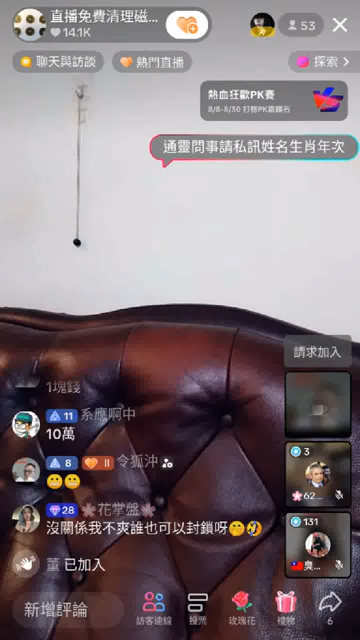 直播免費清理磁...
14.1K
53
聊天與訪談
熱門直播
探索
熱血狂歡PK賽
8/8-8/30 打榜PK贏鑽石
通靈問事請私訊姓名生肖年次
請求加入
1塊錢
11 系應啊中
10萬
8 11 令狐沖
28 花掌盤
沒關係我不爽誰也可以封鎖呀
董 已加入
3
62...
131
爽...
新增評論
訪客連線
投票
玫瑰花
禮物
6